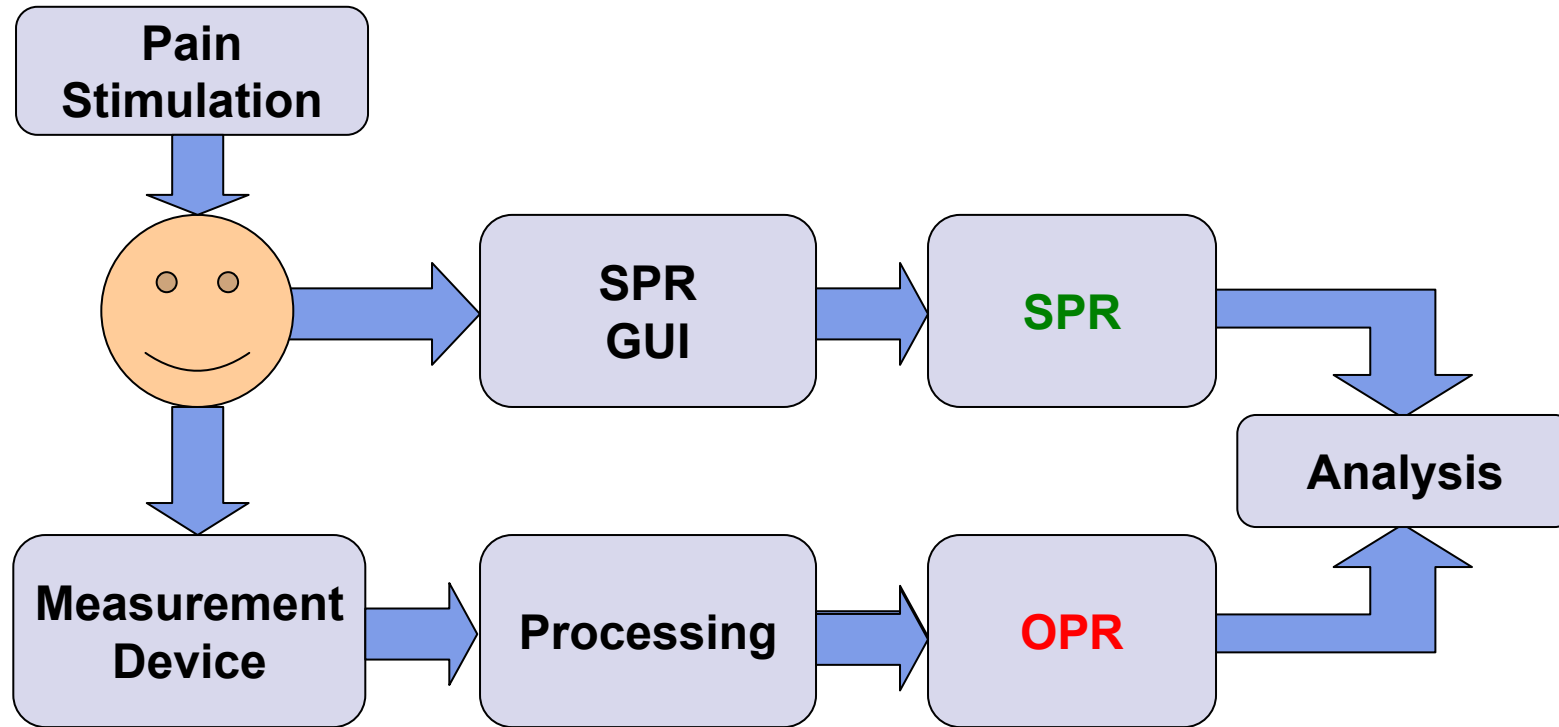 Pain
Stimulation
SPR
GUI
SPR
Analysis
Measurement
Device
Processing
OPR